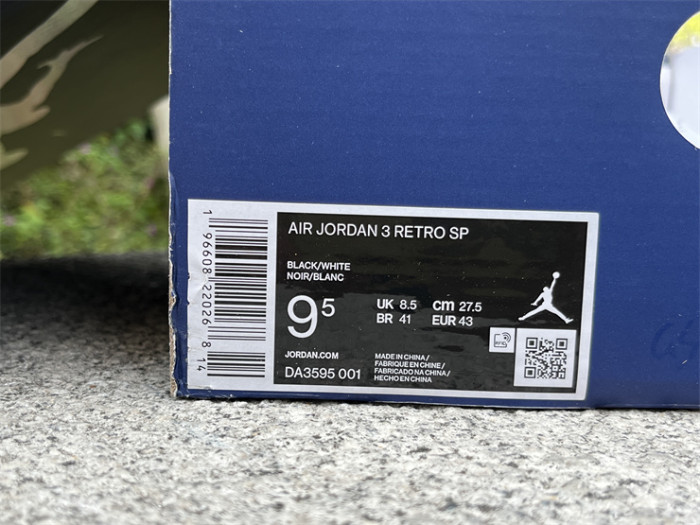 AIR JORDAN 3 RETRO SP
BLACK/WHITE
NOIR/BLANC
9 5
UK 8.5 cm 27.5
BR 41 EUR 43
JORDAN.COM
DA3595 001
MADE IN CHINA/
FABRIQUE EN CHINE/
FABRICADO NA CHINA/
HECHO EN CHINA
RFID
1 96608 22026 8 14